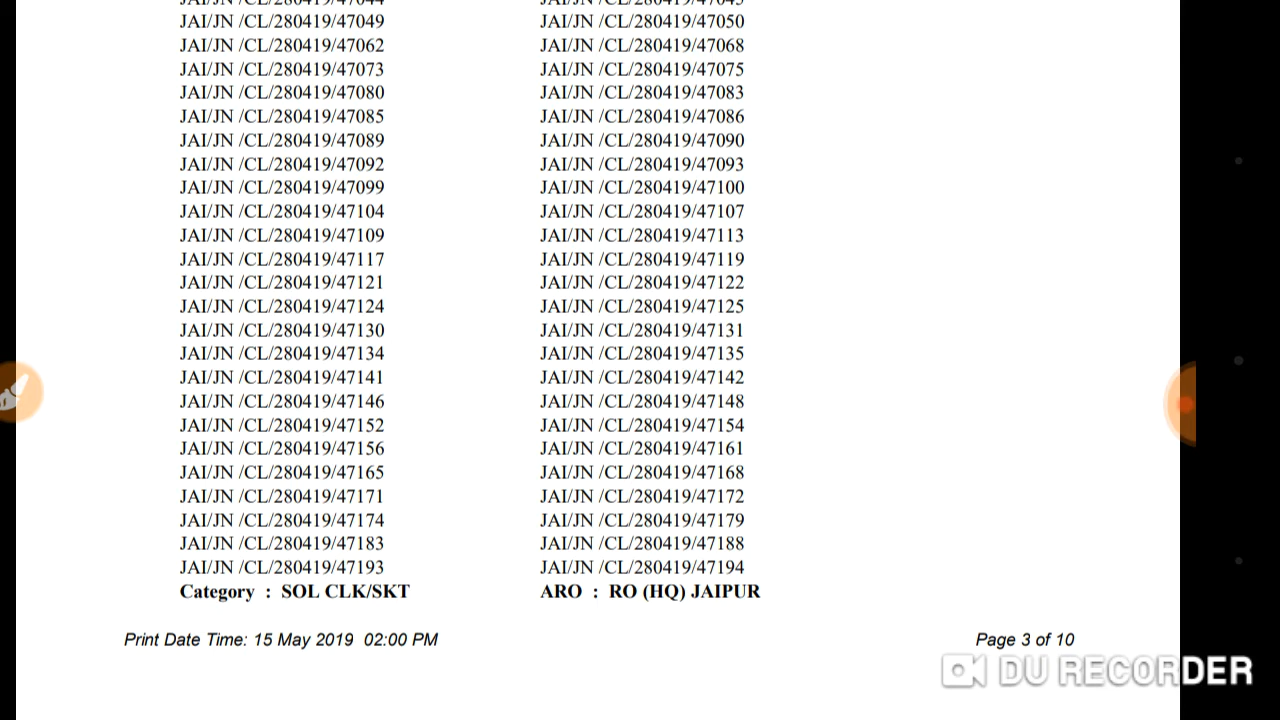 JAI/JN /CL/280419/47049 JAI/JN /CL/280419/47050
JAI/JN /CL/280419/47062 JAI/JN /CL/280419/47068
JAI/JN /CL/280419/47073 JAI/JN /CL/280419/47075
JAI/JN /CL/280419/47080 JAI/JN /CL/280419/47083
JAI/JN /CL/280419/47085 JAI/JN /CL/280419/47086
JAI/JN /CL/280419/47089 JAI/JN /CL/280419/47090
JAI/JN /CL/280419/47092 JAI/JN /CL/280419/47093
JAI/JN /CL/280419/47099 JAI/JN /CL/280419/47100
JAI/JN /CL/280419/47104 JAI/JN /CL/280419/47107
JAI/JN /CL/280419/47109 JAI/JN /CL/280419/47113
JAI/JN /CL/280419/47117 JAI/JN /CL/280419/47119
JAI/JN /CL/280419/47121 JAI/JN /CL/280419/47122
JAI/JN /CL/280419/47124 JAI/JN /CL/280419/47125
JAI/JN /CL/280419/47130 JAI/JN /CL/280419/47131
JAI/JN /CL/280419/47134 JAI/JN /CL/280419/47135
JAI/JN /CL/280419/47141 JAI/JN /CL/280419/47142
JAI/JN /CL/280419/47146 JAI/JN /CL/280419/47148
JAI/JN /CL/280419/47152 JAI/JN /CL/280419/47154
JAI/JN /CL/280419/47156 JAI/JN /CL/280419/47161
JAI/JN /CL/280419/47165 JAI/JN /CL/280419/47168
JAI/JN /CL/280419/47171 JAI/JN /CL/280419/47172
JAI/JN /CL/280419/47174 JAI/JN /CL/280419/47179
JAI/JN /CL/280419/47183 JAI/JN /CL/280419/47188
JAI/JN /CL/280419/47193 JAI/JN /CL/280419/47194
Category : SOL CLK/SKT ARO : RO (HQ) JAIPUR
Print Date Time: 15 May 2019 02:00 PM Page 3 of 10
DU RECORDER